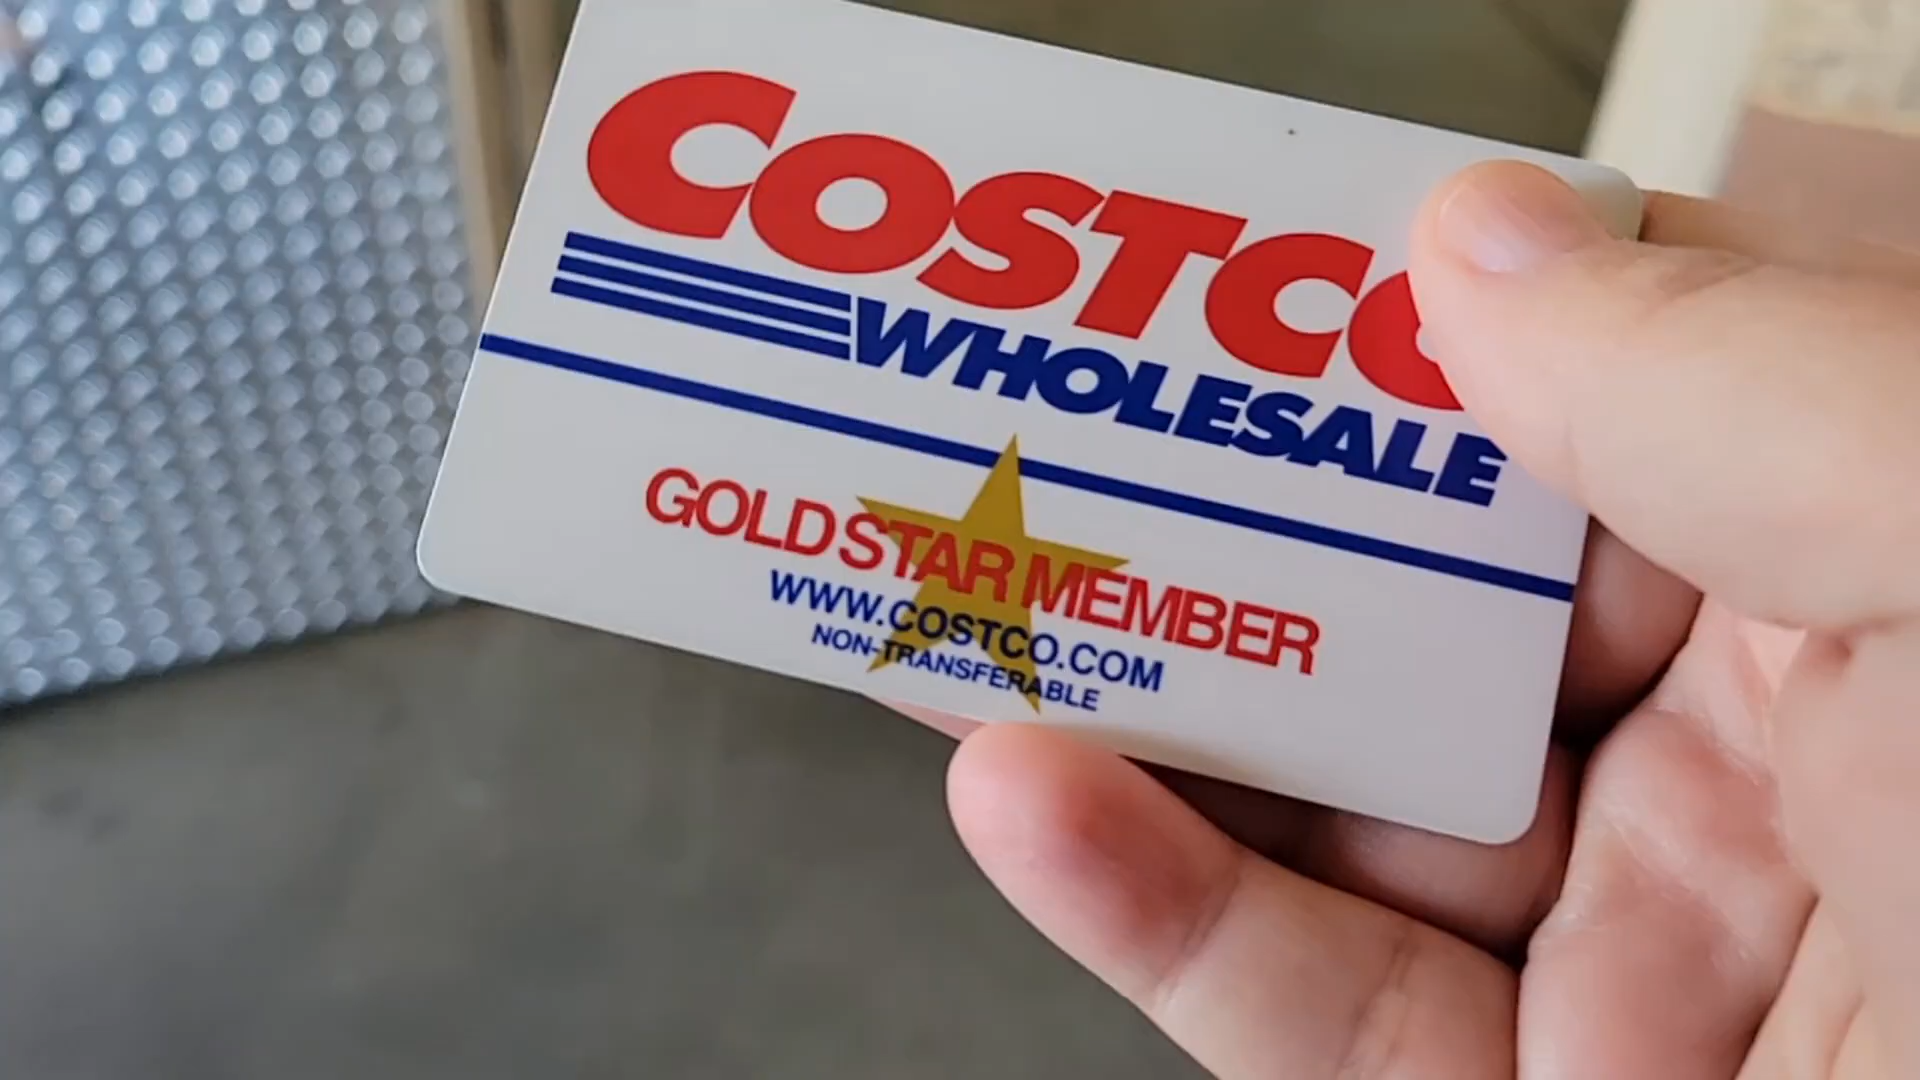 COSTCO
WHOLESALE
GOLD STAR MEMBER
WWW.COSTCO.COM
NON-TRANSFERABLE